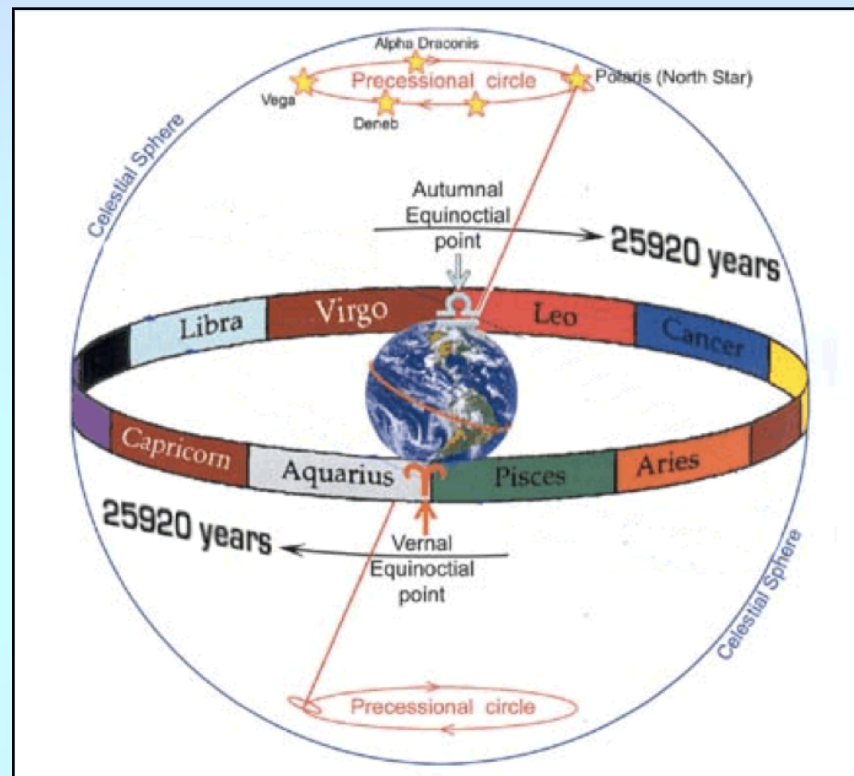 Alpha Draconis
Precessional circle
Polaris (North Star)
Vega
Deneb
Celestial Sphere
Autumnal
Equinoctial
point
25920 years
Libra
Virgo
Leo
Cancer
Capricorn
Aquarius
Pisces
Aries
25920 years
Vernal
Equinoctial
point
Celestial Sphere
Precessional circle